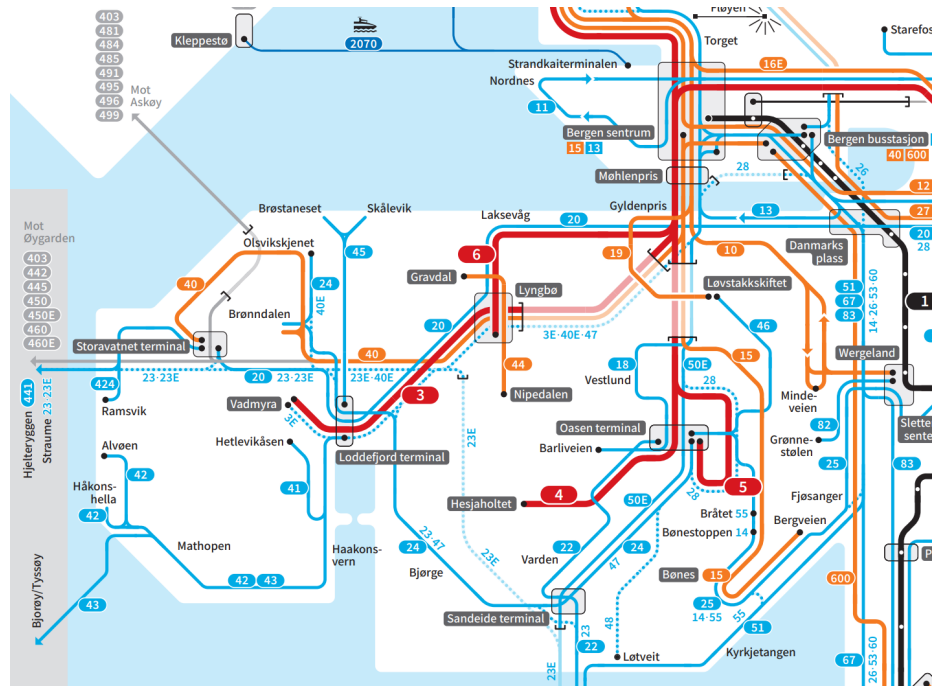 403
481
484
485
491
495
496
499
Mot
Askøy
Kleppestø
2070
Fløyen
Torget
Starefos
Strandkaiterminalen
Nordnes
16E
11
Bergen sentrum
15 13
Bergen busstasjon
40 600
28
26
Møhlenpris
12
Gyldenpris
13
27
20
28
Brøstaneset
Skålevik
Laksevåg
20
Mot
Øygarden
403
442
445
450
450E
460
460E
Olsvikskjenet
45
6
19
10
Danmarks
plass
40
24
40E
Gravdal
Lyngbø
Løvstakkskiftet
51
67
83
14·26·53·60
1
Brønndalen
20
3E·40E·47
46
Storavatnet terminal
40
44
18
Vestlund
50E
15
Wergeland
23·23E
20
23·23E
23E·40E
28
441
23·23E
Hjelteryggen
Straume
424
Ramsvik
Vadmyra
3E
3
Nipedalen
Minde-
veien
Oasen terminal
82
Grønne-
stølen
Slette
sente
Alvøen
Hetlevikåsen
Loddefjord terminal
23E
Barliveien
25
83
42
Håkons-
hella
42
41
Hesjaholtet
4
50E
28
5
Bråtet 55
Fjøsanger
Bergveien
Bønestoppen 14
Mathopen
Haakons-
vern
24
23·47
Bjørge
23E
Varden
22
24
47
P
42 43
Bønes
15
600
Bjorøy/Tyssøy
43
Sandeide terminal
48
25
14·55
55
51
23
22
23E
Løtveit
Kyrkjetangen
67
26·53·60